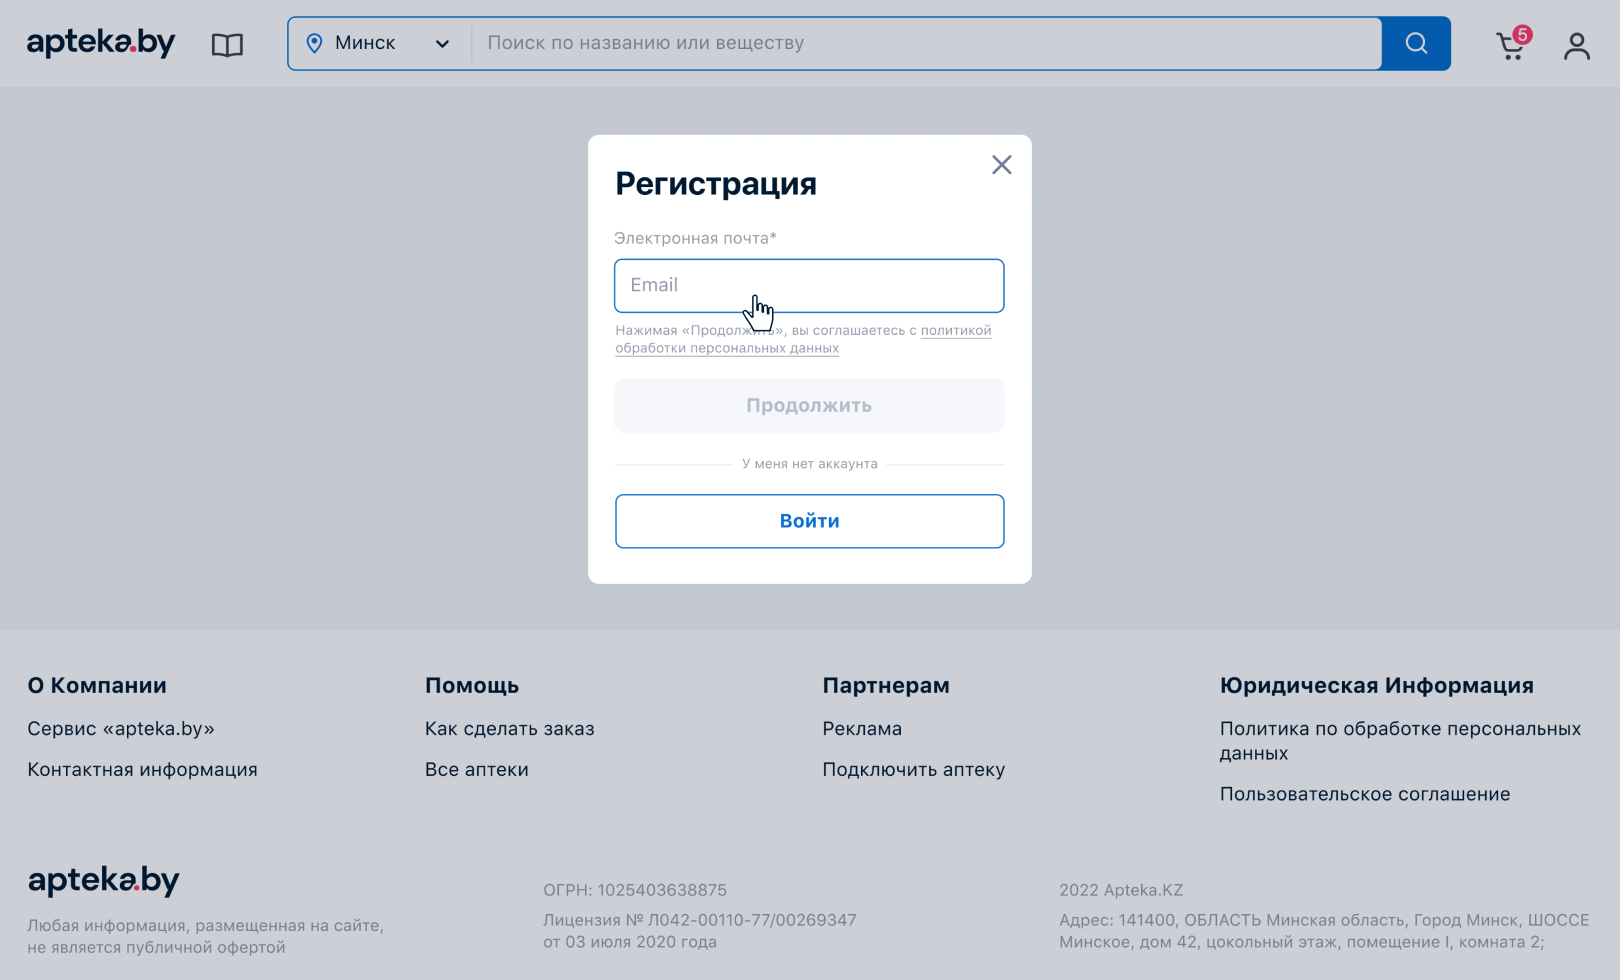 apteka.by
Минск
Поиск по названию или веществу
5
Регистрация
Электронная почта*
Email
Нажимая «Продолжить», вы соглашаетесь с политикой
обработки персональных данных
Продолжить
У меня нет аккаунта
Войти
О Компании
Сервис «apteka.by»
Контактная информация
Помощь
Как сделать заказ
Все аптеки
Партнерам
Реклама
Подключить аптеку
Юридическая Информация
Политика по обработке персональных
данных
Пользовательское соглашение
apteka.by
Любая информация, размещенная на сайте,
не является публичной офертой
ОГРН: 1025403638875
Лицензия № Л042-00110-77/00269347
от 03 июля 2020 года
2022 Apteka.KZ
Адрес: 141400, ОБЛАСТЬ Минская область, Город Минск, ШОССЕ
Минское, дом 42, цокольный этаж, помещение I, комната 2;